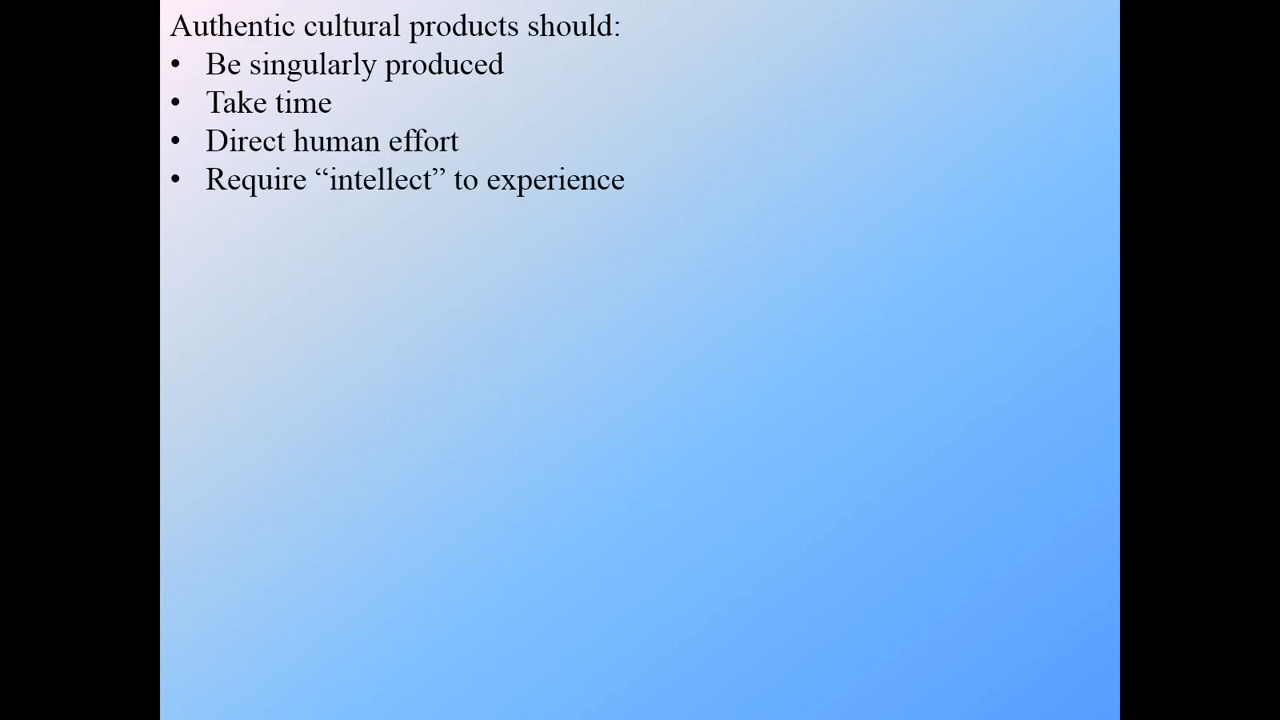 Authentic cultural products should:
• Be singularly produced
• Take time
• Direct human effort
• Require “intellect” to experience